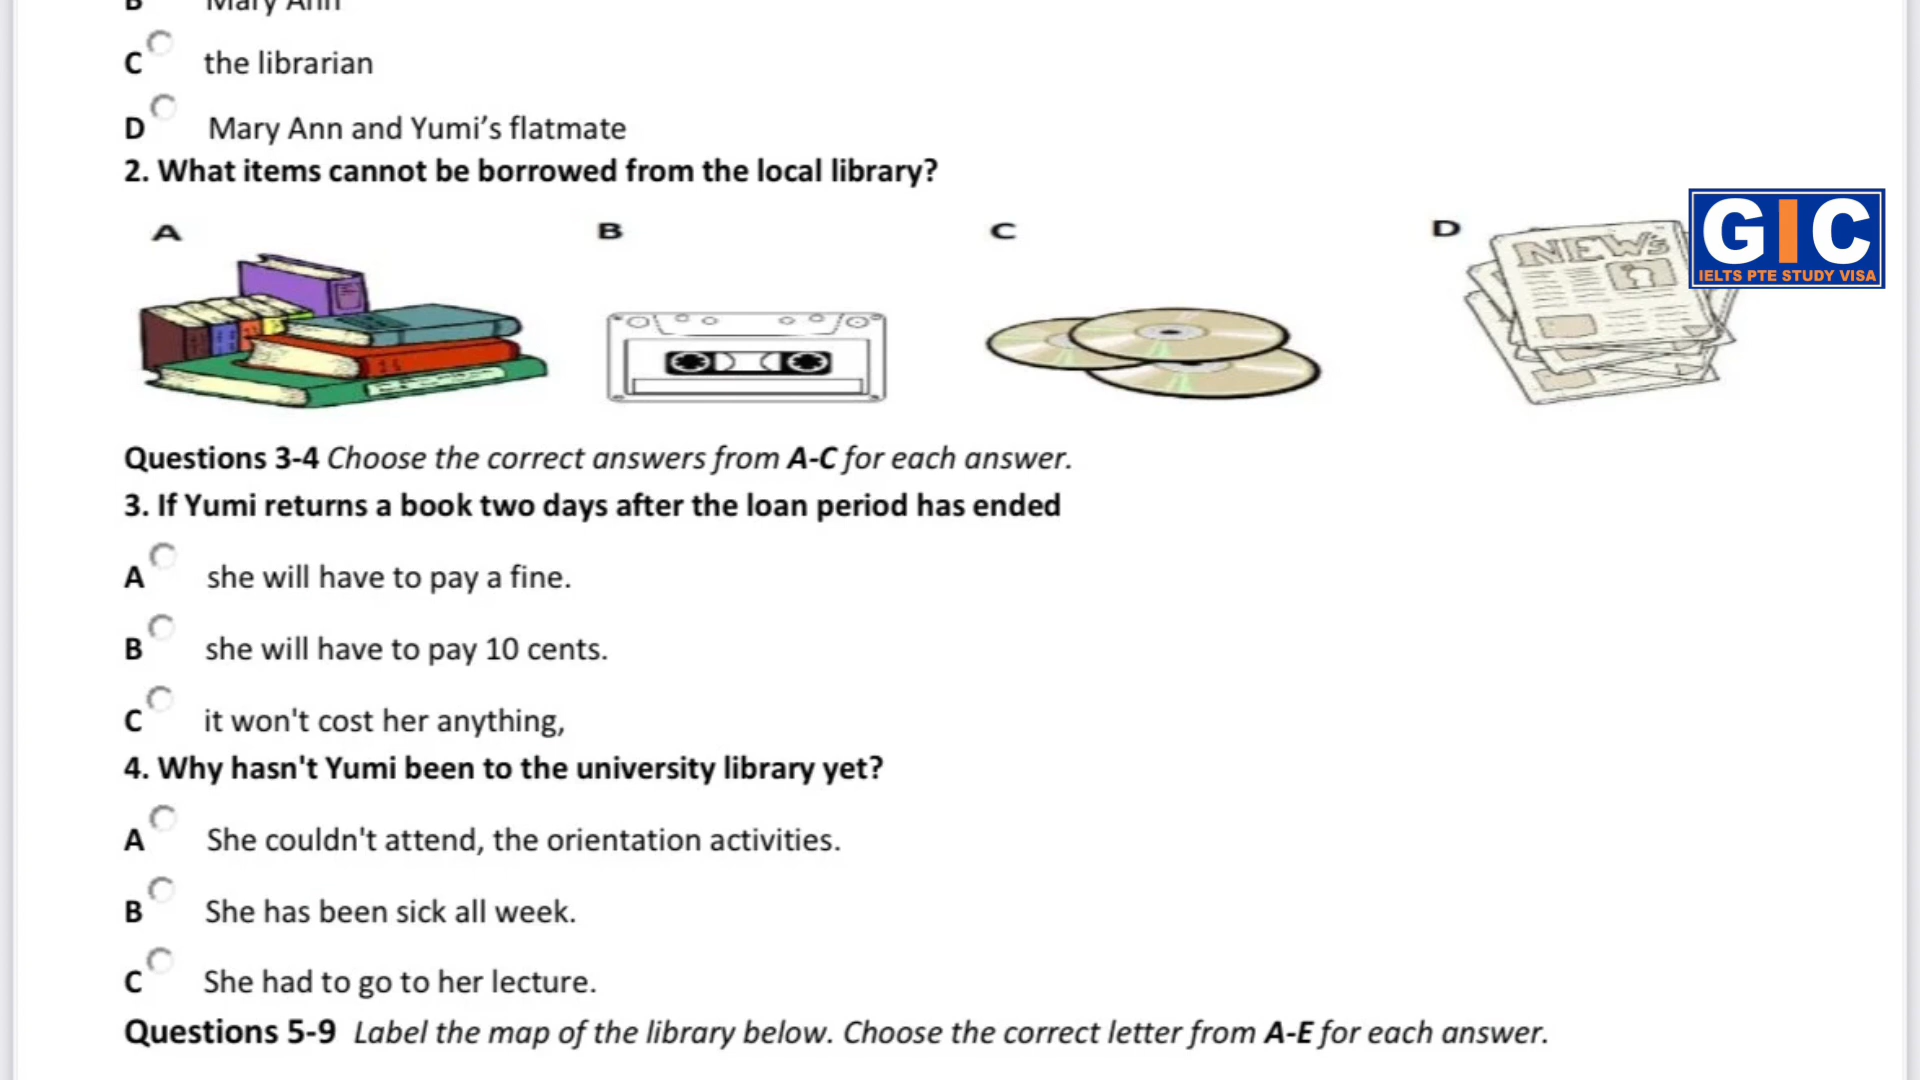 B Mary Ann
C the librarian
D Mary Ann and Yumi’s flatmate
2. What items cannot be borrowed from the local library?
A B C D
NEWS
GIC
IELTS PTE STUDY VISA
Questions 3-4 Choose the correct answers from A-C for each answer.
3. If Yumi returns a book two days after the loan period has ended
A she will have to pay a fine.
B she will have to pay 10 cents.
C it won't cost her anything,
4. Why hasn't Yumi been to the university library yet?
A She couldn't attend, the orientation activities.
B She has been sick all week.
C She had to go to her lecture.
Questions 5-9 Label the map of the library below. Choose the correct letter from A-E for each answer.